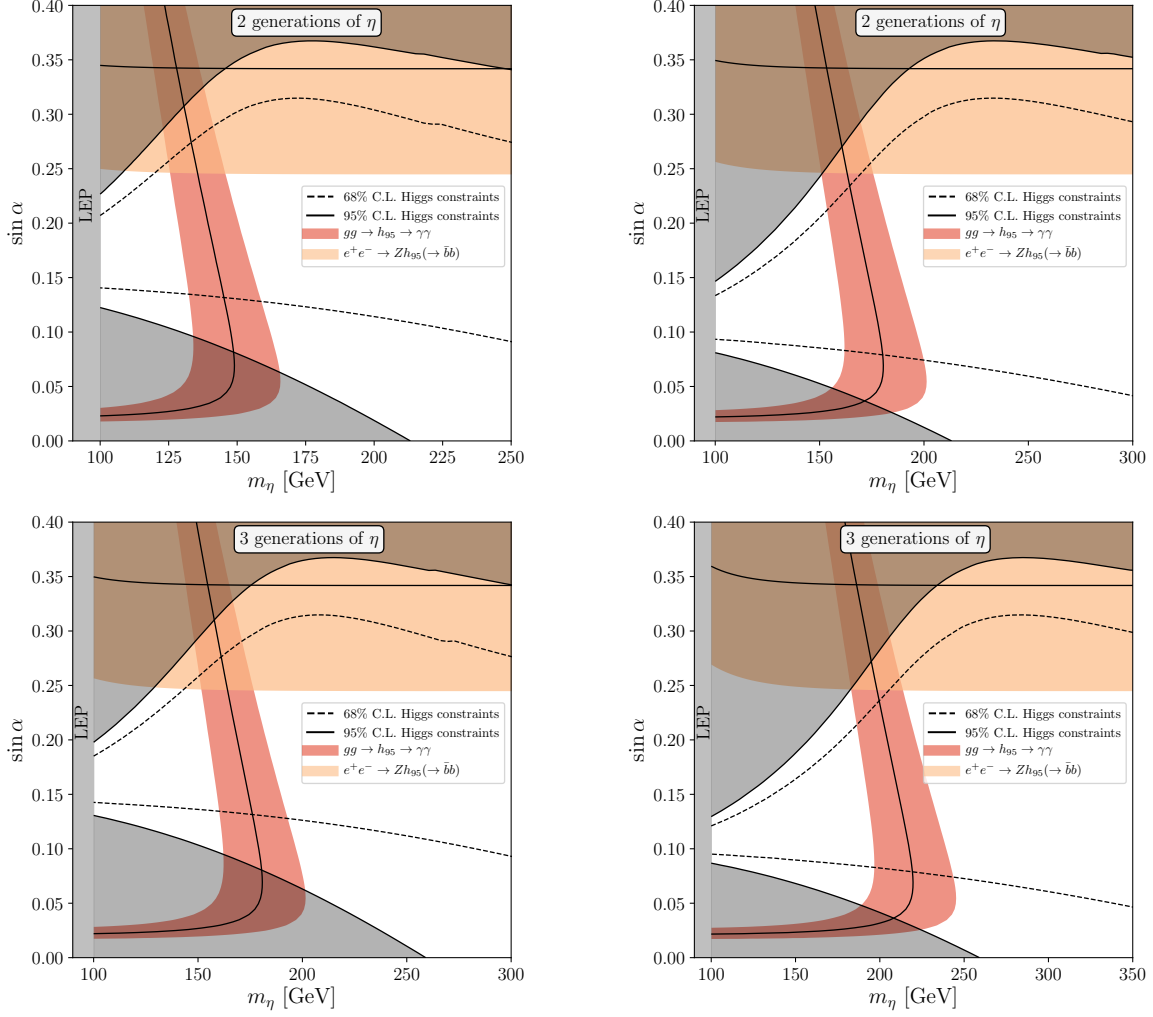 2 generations of η
sin α
0.40
0.35
0.30
0.25
0.20
0.15
0.10
0.05
0.00
LEP
68% C.L. Higgs constraints
95% C.L. Higgs constraints
gg → h₉₅ → γγ
e⁺e⁻ → Zh₉₅(→ b̄b)
100 125 150 175 200 225 250
m_η [GeV]
2 generations of η
sin α
0.40
0.35
0.30
0.25
0.20
0.15
0.10
0.05
0.00
LEP
68% C.L. Higgs constraints
95% C.L. Higgs constraints
gg → h₉₅ → γγ
e⁺e⁻ → Zh₉₅(→ b̄b)
100 150 200 250 300
m_η [GeV]
3 generations of η
sin α
0.40
0.35
0.30
0.25
0.20
0.15
0.10
0.05
0.00
LEP
68% C.L. Higgs constraints
95% C.L. Higgs constraints
gg → h₉₅ → γγ
e⁺e⁻ → Zh₉₅(→ b̄b)
100 150 200 250 300
m_η [GeV]
3 generations of η
sin α
0.40
0.35
0.30
0.25
0.20
0.15
0.10
0.05
0.00
LEP
68% C.L. Higgs constraints
95% C.L. Higgs constraints
gg → h₉₅ → γγ
e⁺e⁻ → Zh₉₅(→ b̄b)
100 150 200 250 300 350
m_η [GeV]